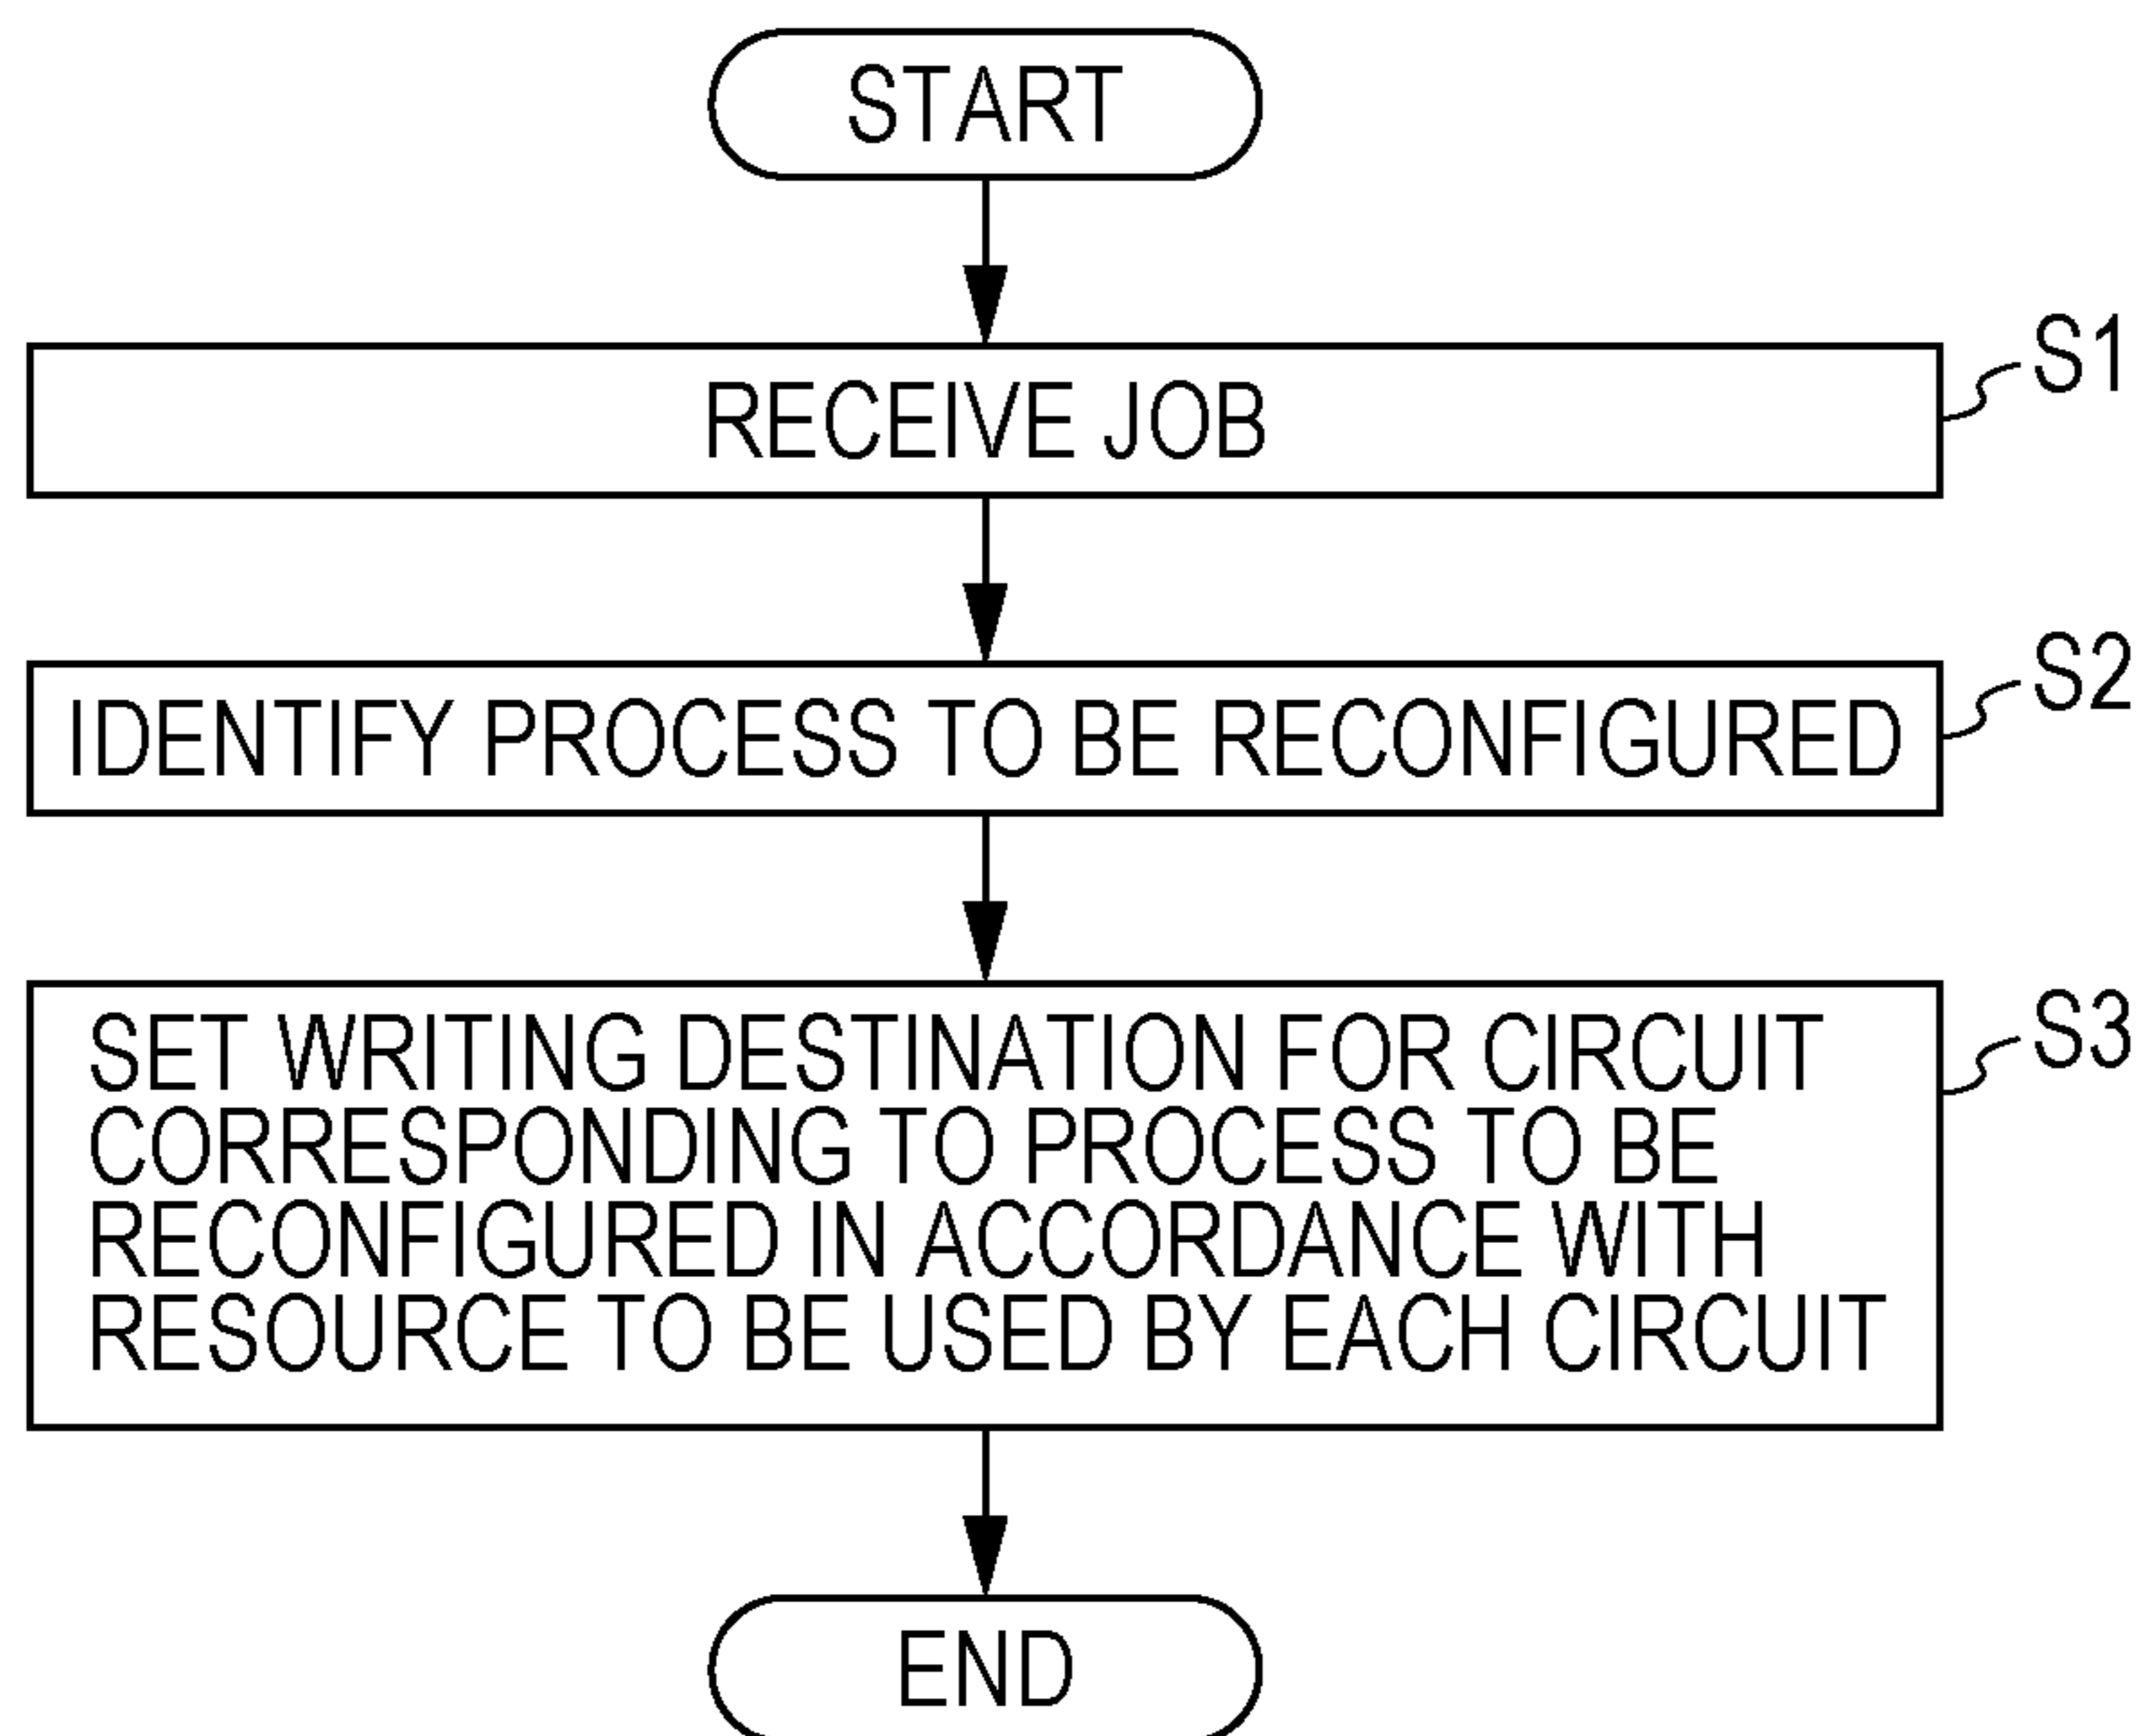 START
RECEIVE JOB
S1
IDENTIFY PROCESS TO BE RECONFIGURED
S2
SET WRITING DESTINATION FOR CIRCUIT
CORRESPONDING TO PROCESS TO BE
RECONFIGURED IN ACCORDANCE WITH
RESOURCE TO BE USED BY EACH CIRCUIT
S3
END